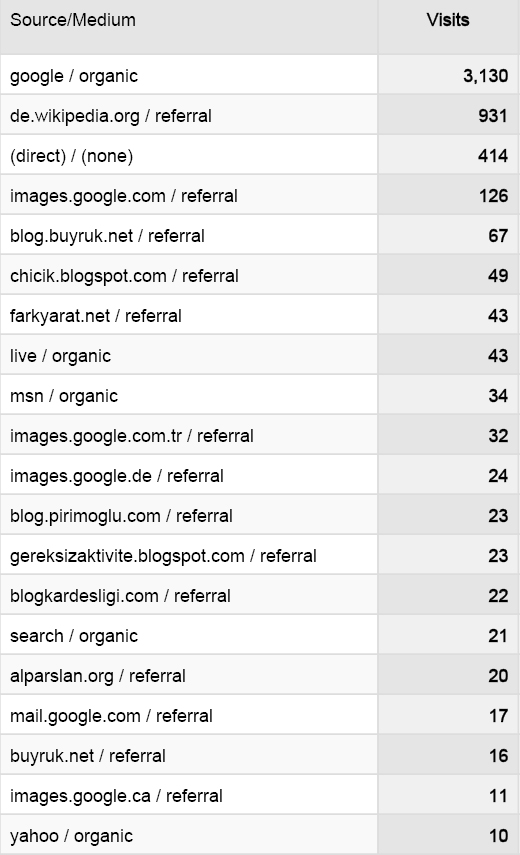 Source/Medium Visits
google / organic 3,130
de.wikipedia.org / referral 931
(direct) / (none) 414
images.google.com / referral 126
blog.buyruk.net / referral 67
chicik.blogspot.com / referral 49
farkyarat.net / referral 43
live / organic 43
msn / organic 34
images.google.com.tr / referral 32
images.google.de / referral 24
blog.pirimoglu.com / referral 23
gereksizaktivite.blogspot.com / referral 23
blogkardesligi.com / referral 22
search / organic 21
alparslan.org / referral 20
mail.google.com / referral 17
buyruk.net / referral 16
images.google.ca / referral 11
yahoo / organic 10